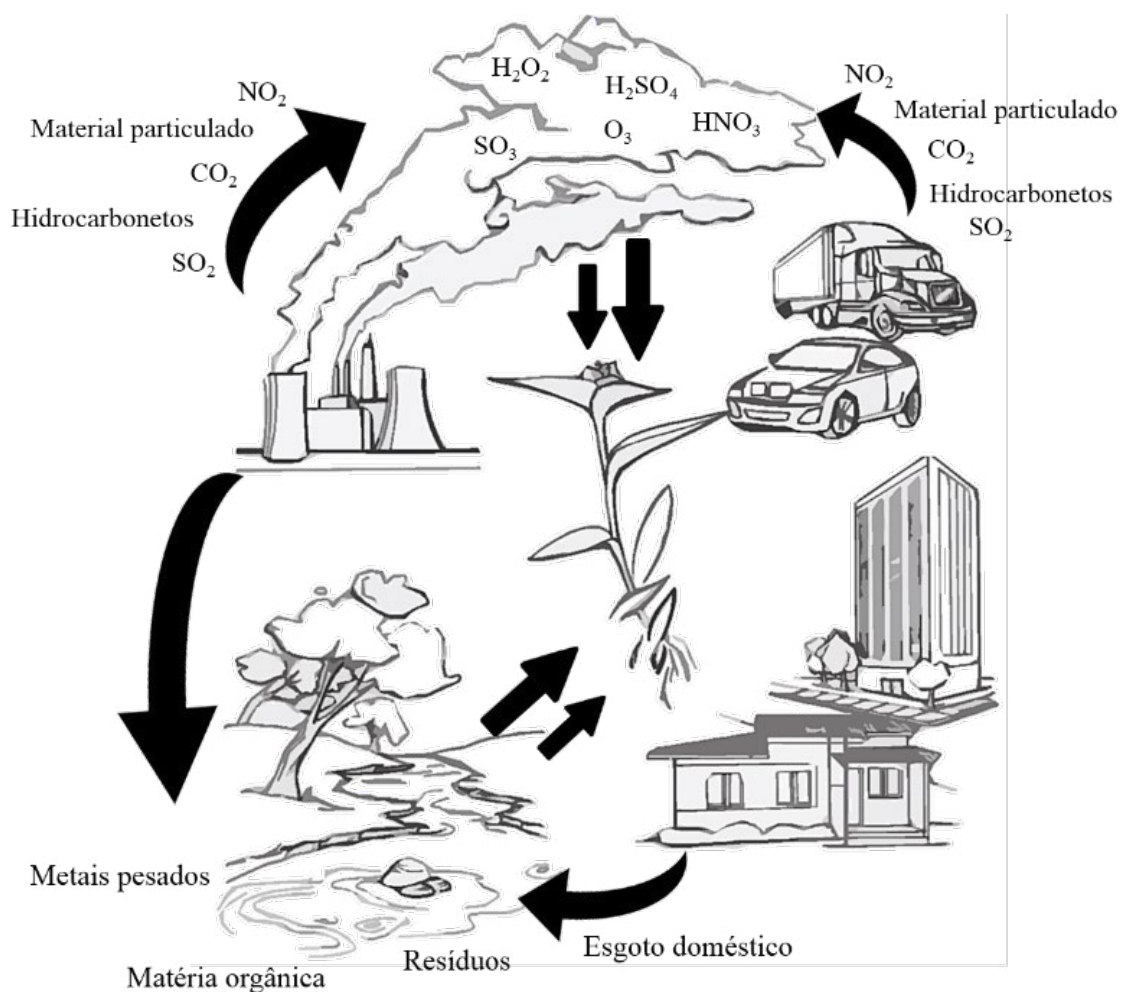 H₂O₂
H₂SO₄
SO₃
O₃
HNO₃
NO₂
Material particulado
CO₂
Hidrocarbonetos
SO₂
NO₂
Material particulado
CO₂
Hidrocarbonetos
SO₂
Metais pesados
Matéria orgânica
Resíduos
Esgoto doméstico